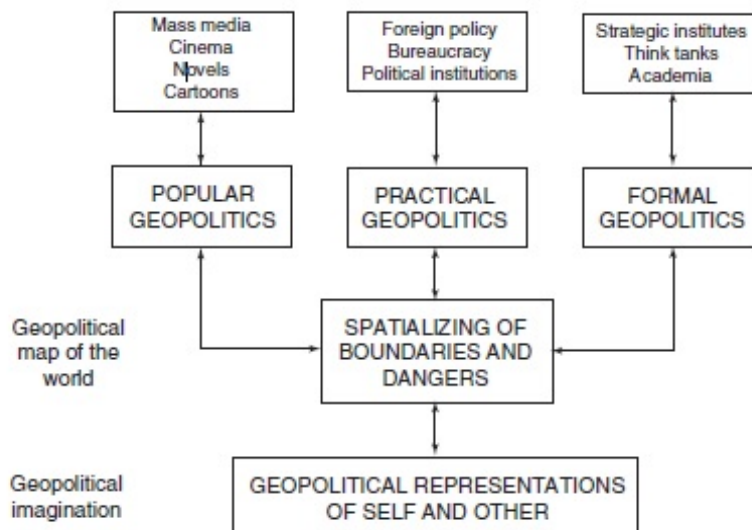 Mass media
Cinema
Novels
Cartoons
Foreign policy
Bureaucracy
Political institutions
Strategic institutes
Think tanks
Academia
POPULAR
GEOPOLITICS
PRACTICAL
GEOPOLITICS
FORMAL
GEOPOLITICS
Geopolitical
map of the
world
SPATIALIZING OF
BOUNDARIES AND
DANGERS
Geopolitical
imagination
GEOPOLITICAL REPRESENTATIONS
OF SELF AND OTHER